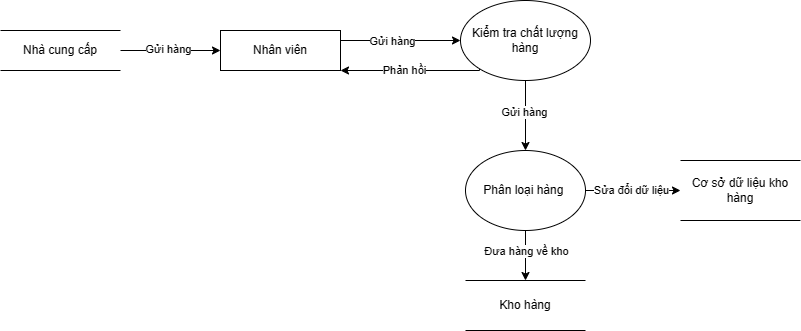 Kiểm tra chất lượng
hàng
Nhà cung cấp
Gửi hàng
Nhân viên
Gửi hàng
Phản hồi
Gửi hàng
Phân loại hàng
Sửa đổi dữ liệu
Cơ sở dữ liệu kho
hàng
Đưa hàng về kho
Kho hàng